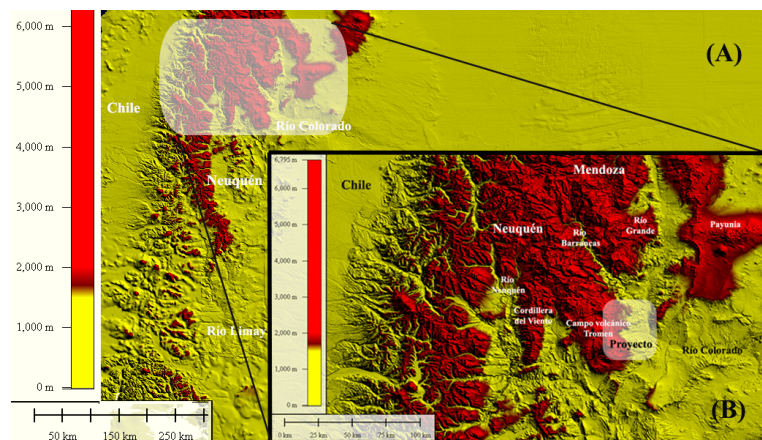 6,000 m
5,000 m
4,000 m
3,000 m
2,000 m
1,000 m
0 m
50 km 150 km 250 km
(A)
Chile
Río Colorado
Neuquén
Río Limay
6,795 m
6,000 m
5,000 m
4,000 m
3,000 m
2,000 m
1,000 m
0 m
0 km 25 km 50 km 75 km 100 km
Chile
Mendoza
Neuquén
Río
Grande
Payunia
Río
Barrancas
Río
Neuquén
Cordillera
del Viento
Campo volcánico
Tromen
Proyecto
Río Colorado
(B)